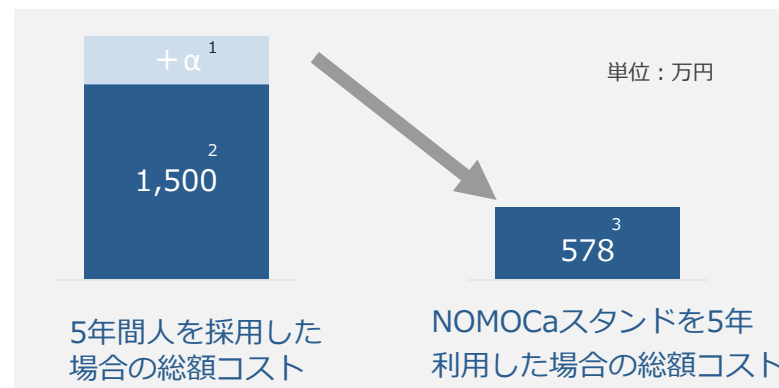 +α 1
単位：万円
2
1,500
3
578
5年間人を採用した
場合の総額コスト
NOMOCaスタンドを5年
利用した場合の総額コスト